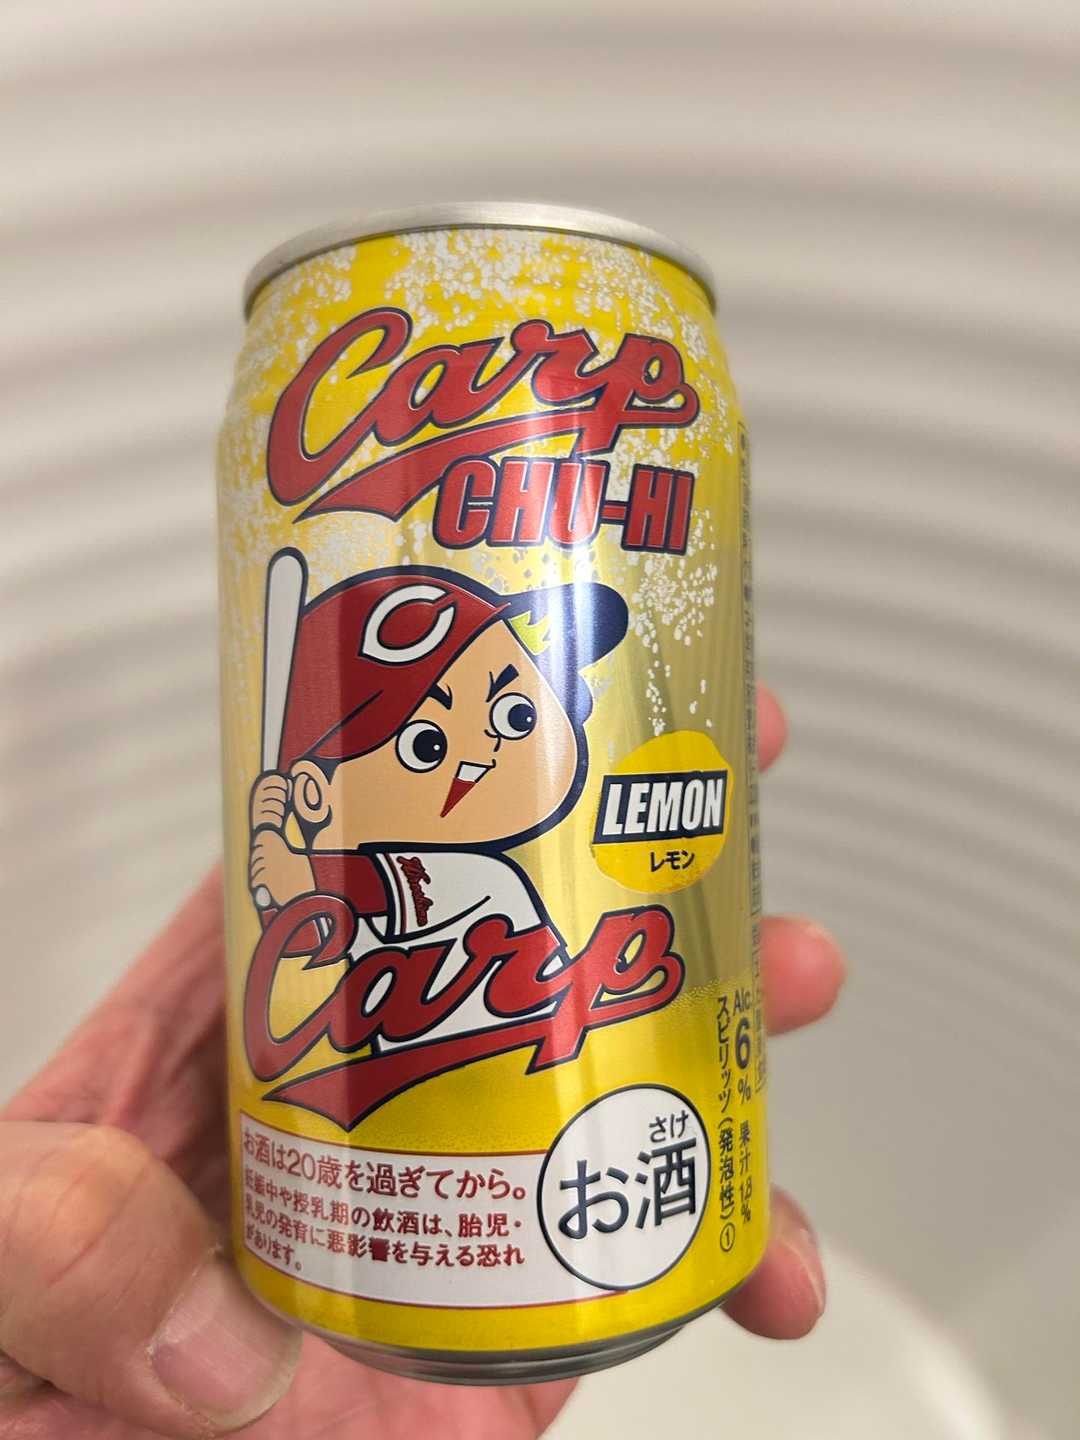 Carp
CHU-HI
C
LEMON
レモン
Carp
Alc.6% 果汁1.8%
スピリッツ(発泡性)①
お酒は20歳を過ぎてから。
妊娠中や授乳期の飲酒は、胎児・
乳児の発育に悪影響を与える恐れ
があります。
さけ
お酒